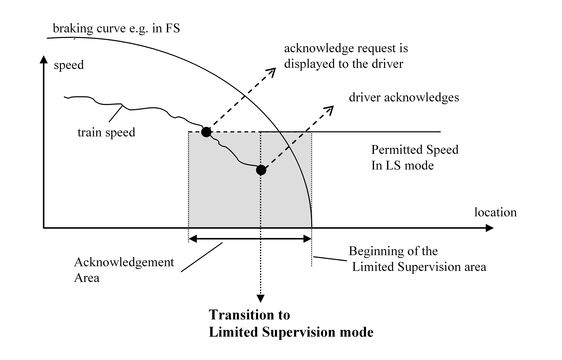 braking curve e.g. in FS
acknowledge request is
displayed to the driver
speed
driver acknowledges
train speed
Permitted Speed
In LS mode
location
Acknowledgement
Area
Beginning of the
Limited Supervision area
Transition to
Limited Supervision mode